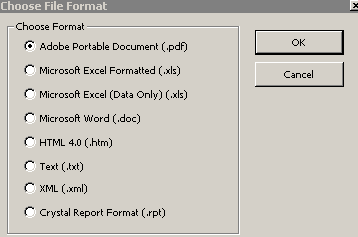 Choose File Format
Choose Format
Adobe Portable Document (.pdf)
OK
Microsoft Excel Formatted (.xls)
Cancel
Microsoft Excel (Data Only) (.xls)
Microsoft Word (.doc)
HTML 4.0 (.htm)
Text (.txt)
XML (.xml)
Crystal Report Format (.rpt)